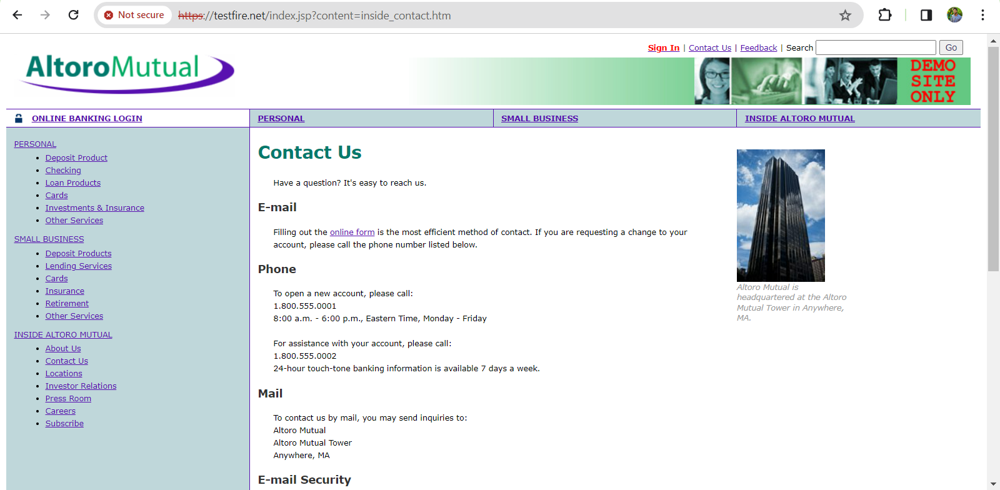 Not secure https://testfire.net/index.jsp?content=inside_contact.htm
Sign In | Contact Us | Feedback | Search Go
AltoroMutual
DEMO
SITE
ONLY
ONLINE BANKING LOGIN
PERSONAL
SMALL BUSINESS
INSIDE ALTORO MUTUAL
PERSONAL
Deposit Product
Checking
Loan Products
Cards
Investments & Insurance
Other Services
SMALL BUSINESS
Deposit Products
Lending Services
Cards
Insurance
Retirement
Other Services
INSIDE ALTORO MUTUAL
About Us
Contact Us
Locations
Investor Relations
Press Room
Careers
Subscribe
Contact Us
Have a question? It's easy to reach us.
E-mail
Filling out the online form is the most efficient method of contact. If you are requesting a change to your
account, please call the phone number listed below.
Phone
To open a new account, please call:
1.800.555.0001
8:00 a.m. - 6:00 p.m., Eastern Time, Monday - Friday
For assistance with your account, please call:
1.800.555.0002
24-hour touch-tone banking information is available 7 days a week.
Mail
To contact us by mail, you may send inquiries to:
Altoro Mutual
Altoro Mutual Tower
Anywhere, MA
E-mail Security
Altoro Mutual is
headquartered at the Altoro
Mutual Tower in Anywhere,
MA.